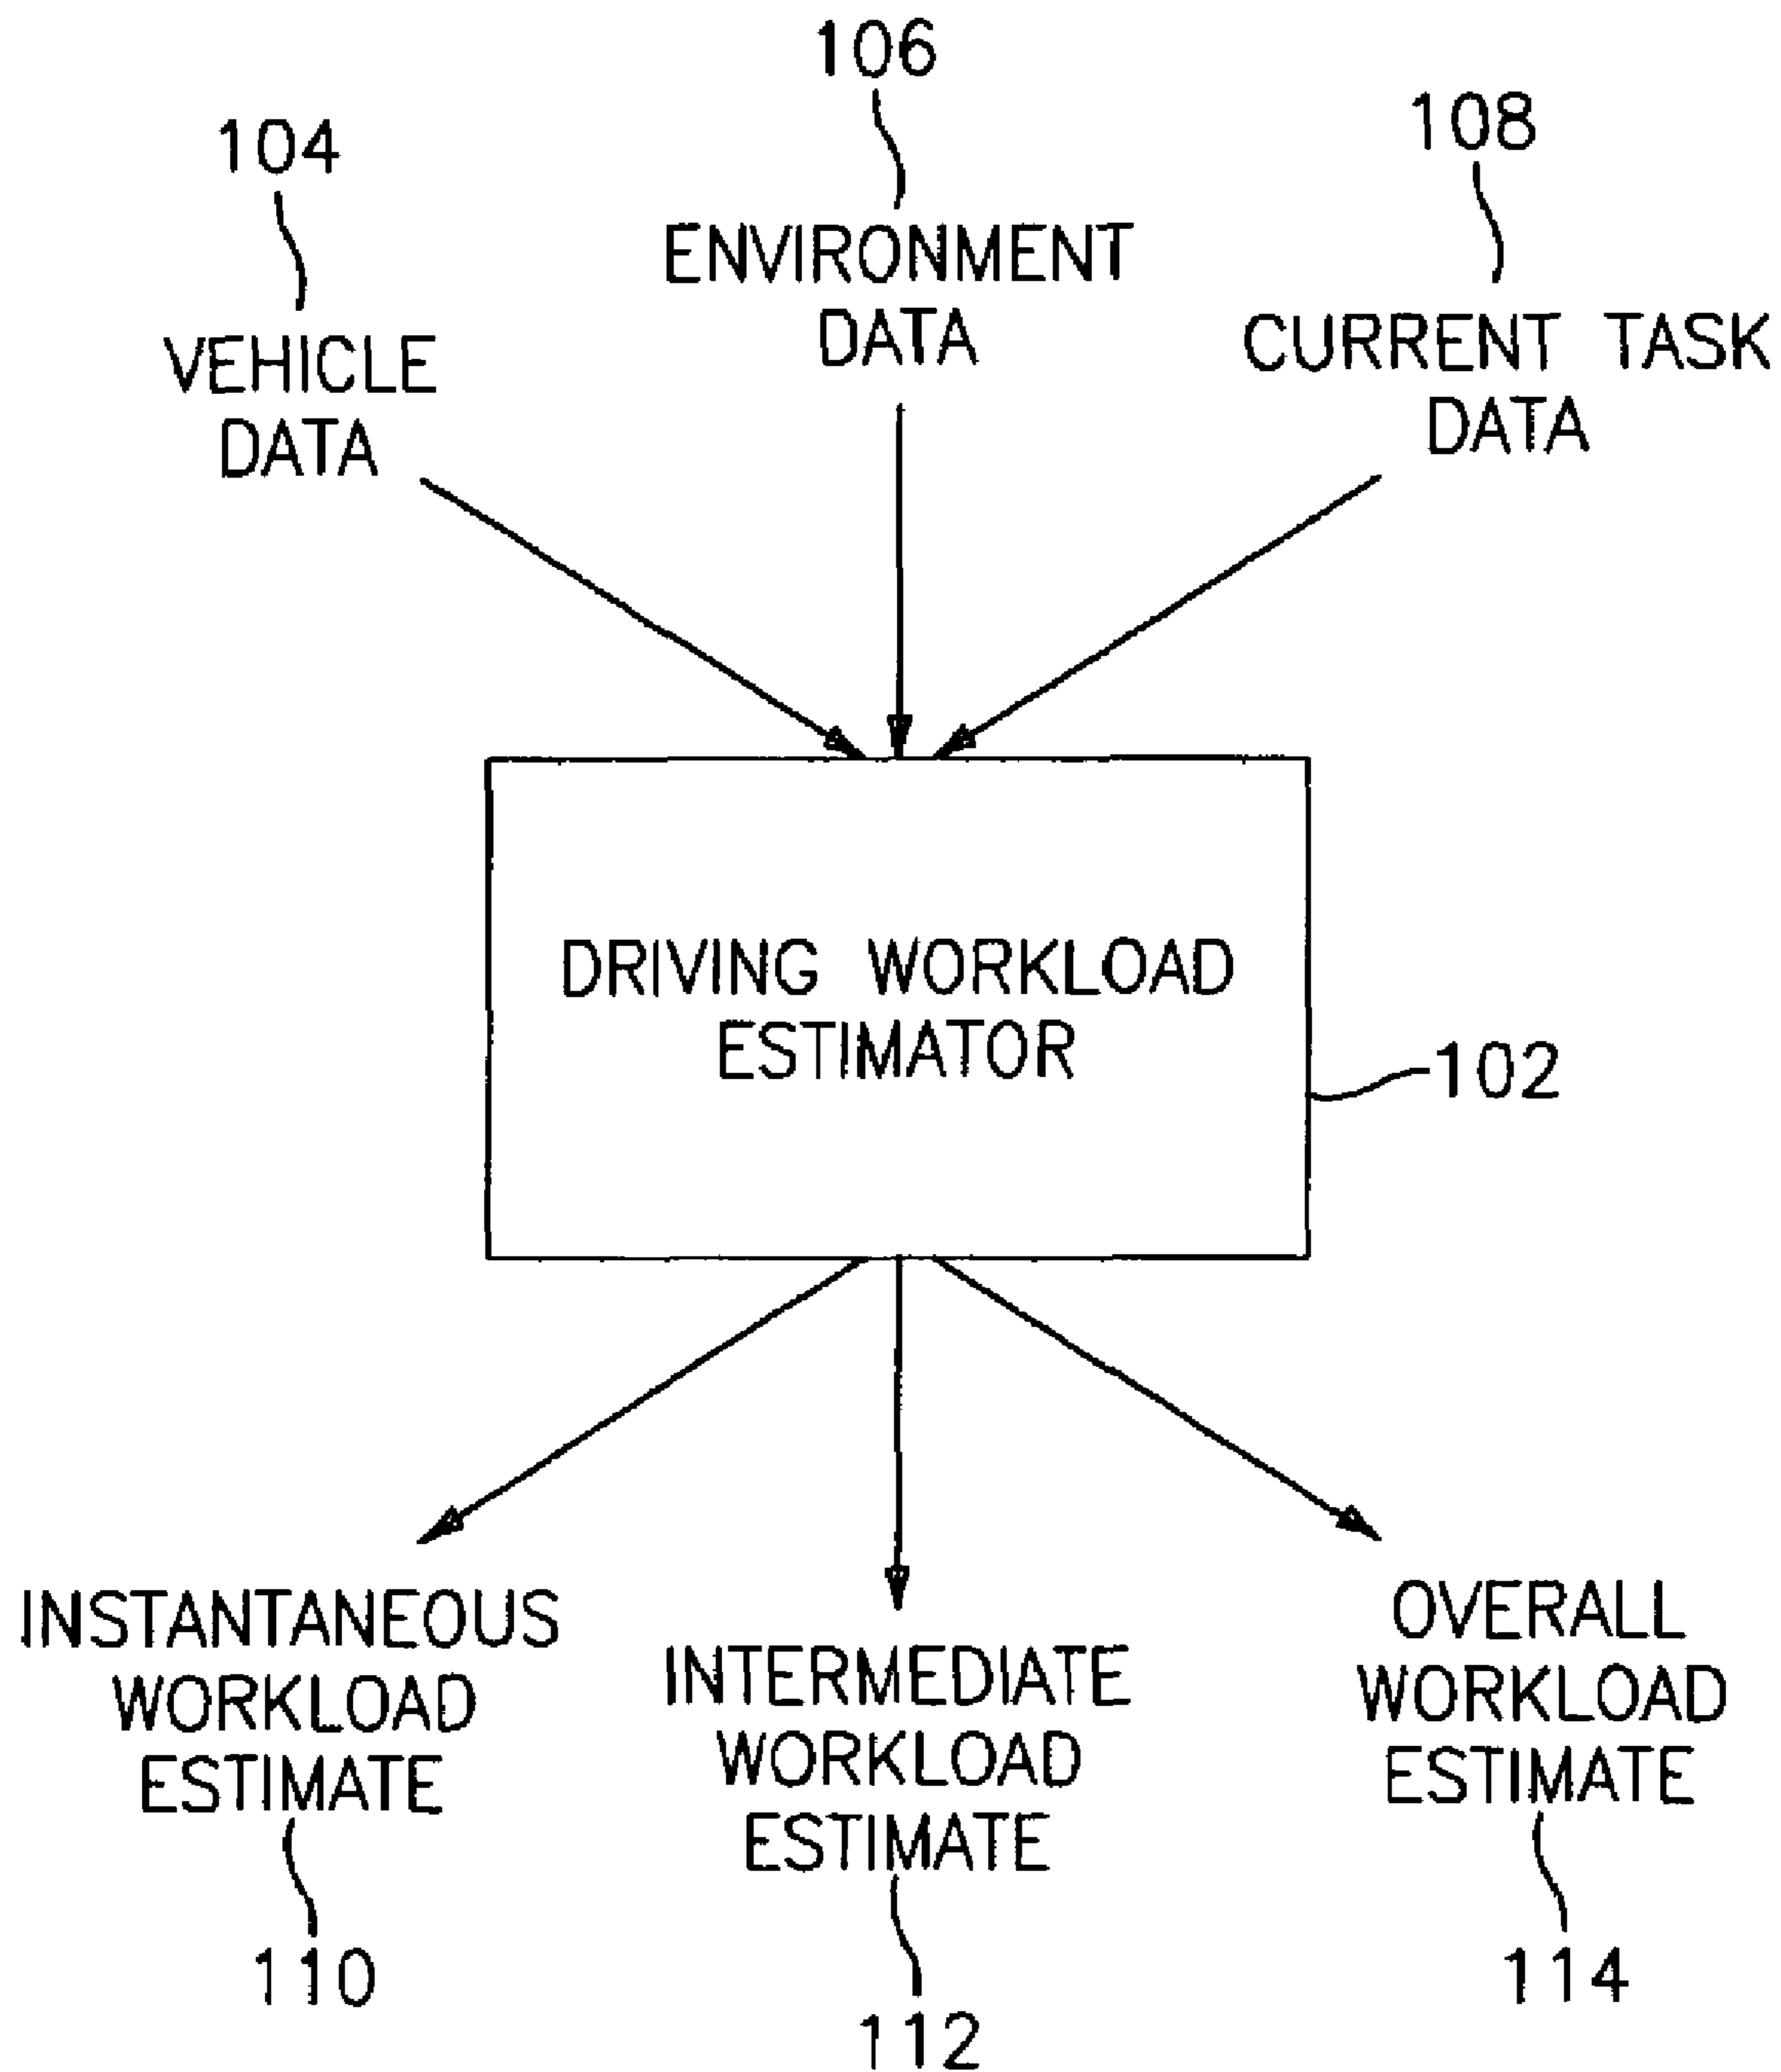 106
104
108
ENVIRONMENT
DATA
VEHICLE
DATA
CURRENT TASK
DATA
DRIVING WORKLOAD
ESTIMATOR
102
INSTANTANEOUS
WORKLOAD
ESTIMATE
INTERMEDIATE
WORKLOAD
ESTIMATE
OVERALL
WORKLOAD
ESTIMATE
110
112
114